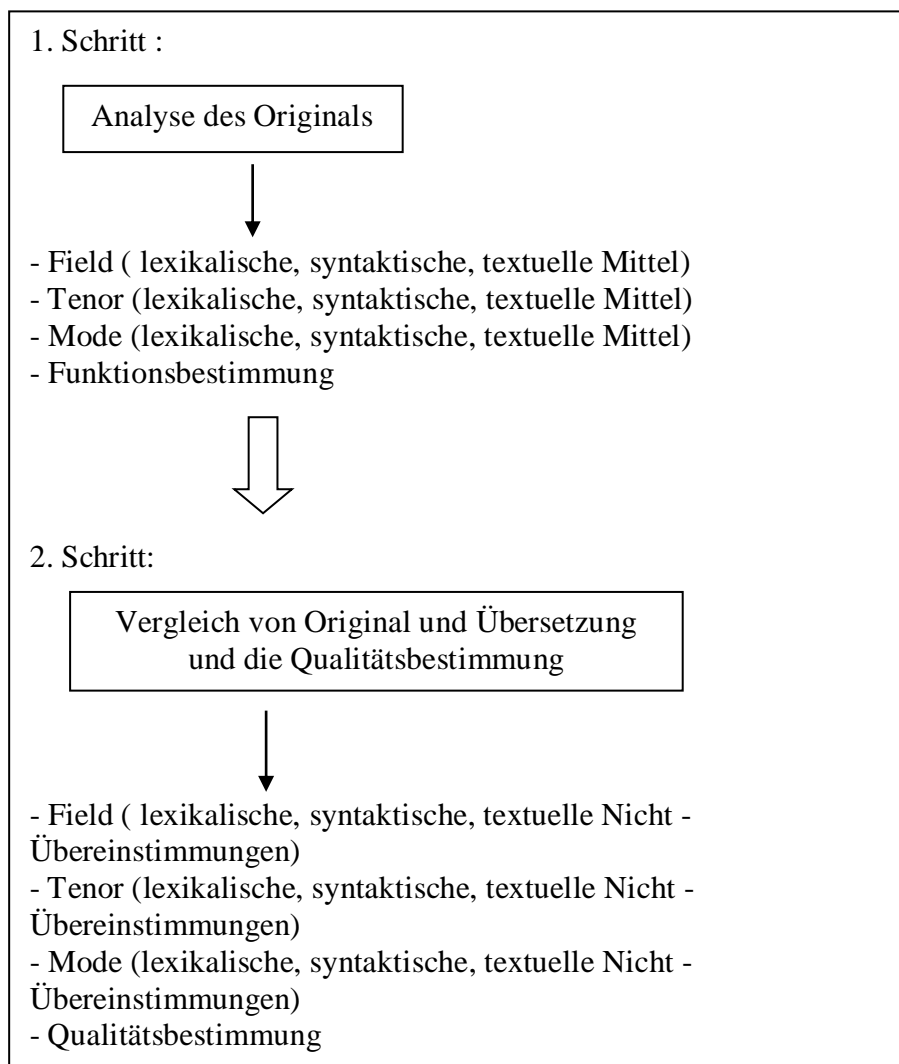 1. Schritt :
Analyse des Originals
- Field ( lexikalische, syntaktische, textuelle Mittel)
- Tenor (lexikalische, syntaktische, textuelle Mittel)
- Mode (lexikalische, syntaktische, textuelle Mittel)
- Funktionsbestimmung
2. Schritt:
Vergleich von Original und Übersetzung
und die Qualitätsbestimmung
- Field ( lexikalische, syntaktische, textuelle Nicht -
Übereinstimmungen)
- Tenor (lexikalische, syntaktische, textuelle Nicht -
Übereinstimmungen)
- Mode (lexikalische, syntaktische, textuelle Nicht -
Übereinstimmungen)
- Qualitätsbestimmung